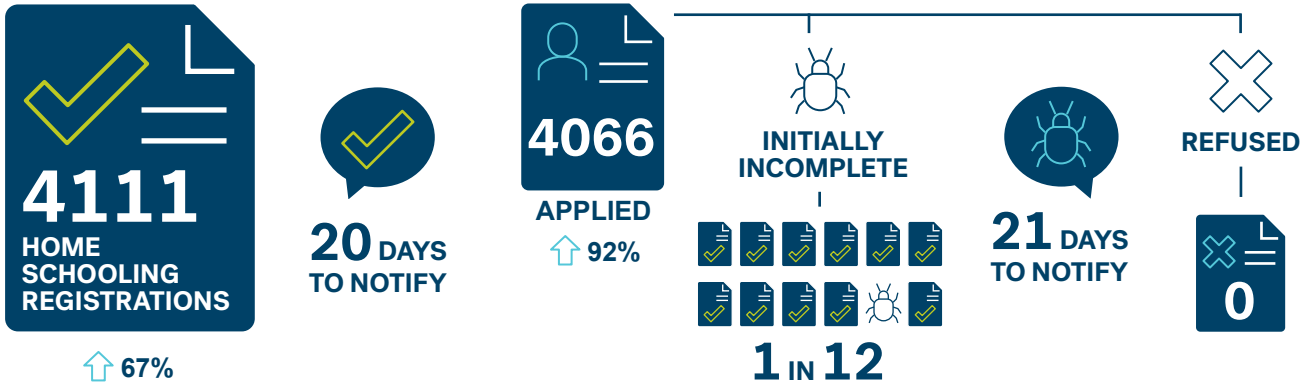 4111
HOME
SCHOOLING
REGISTRATIONS
67%
20 DAYS
TO NOTIFY
4066
APPLIED
92%
INITIALLY
INCOMPLETE
1 IN 12
21 DAYS
TO NOTIFY
REFUSED
0